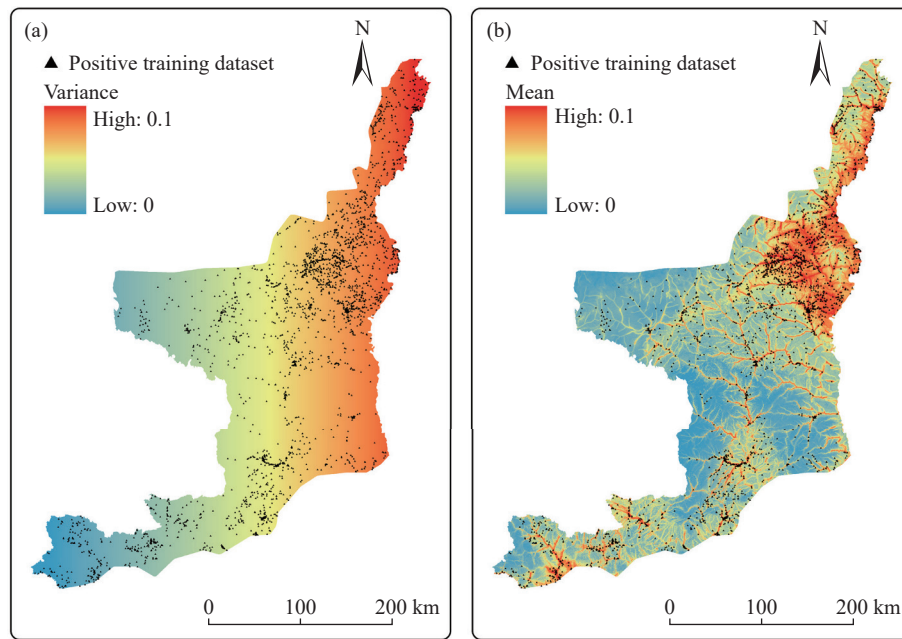 (a)
N
▲ Positive training dataset
Variance
High: 0.1
Low: 0
0 100 200 km
(b)
N
▲ Positive training dataset
Mean
High: 0.1
Low: 0
0 100 200 km